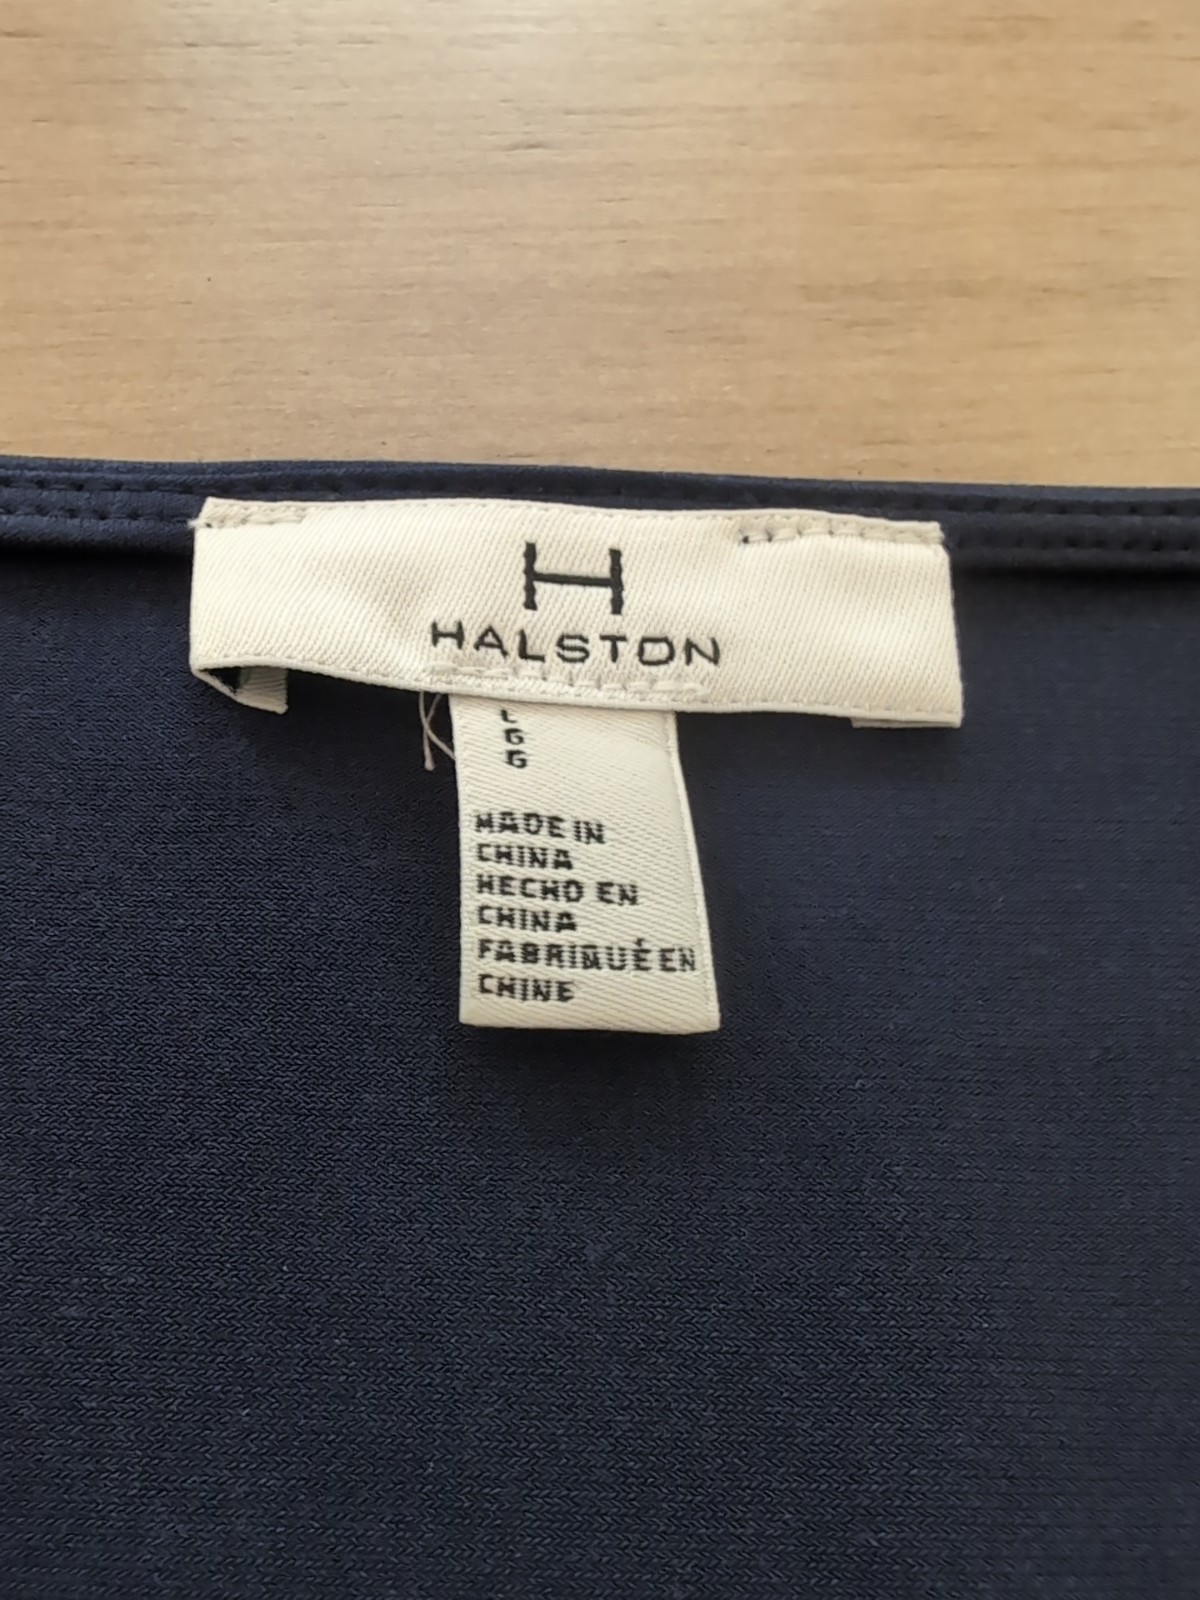 H
HALSTON
L
G
G
MADE IN
CHINA
HECHO EN
CHINA
FABRIQUÉ EN
CHINE